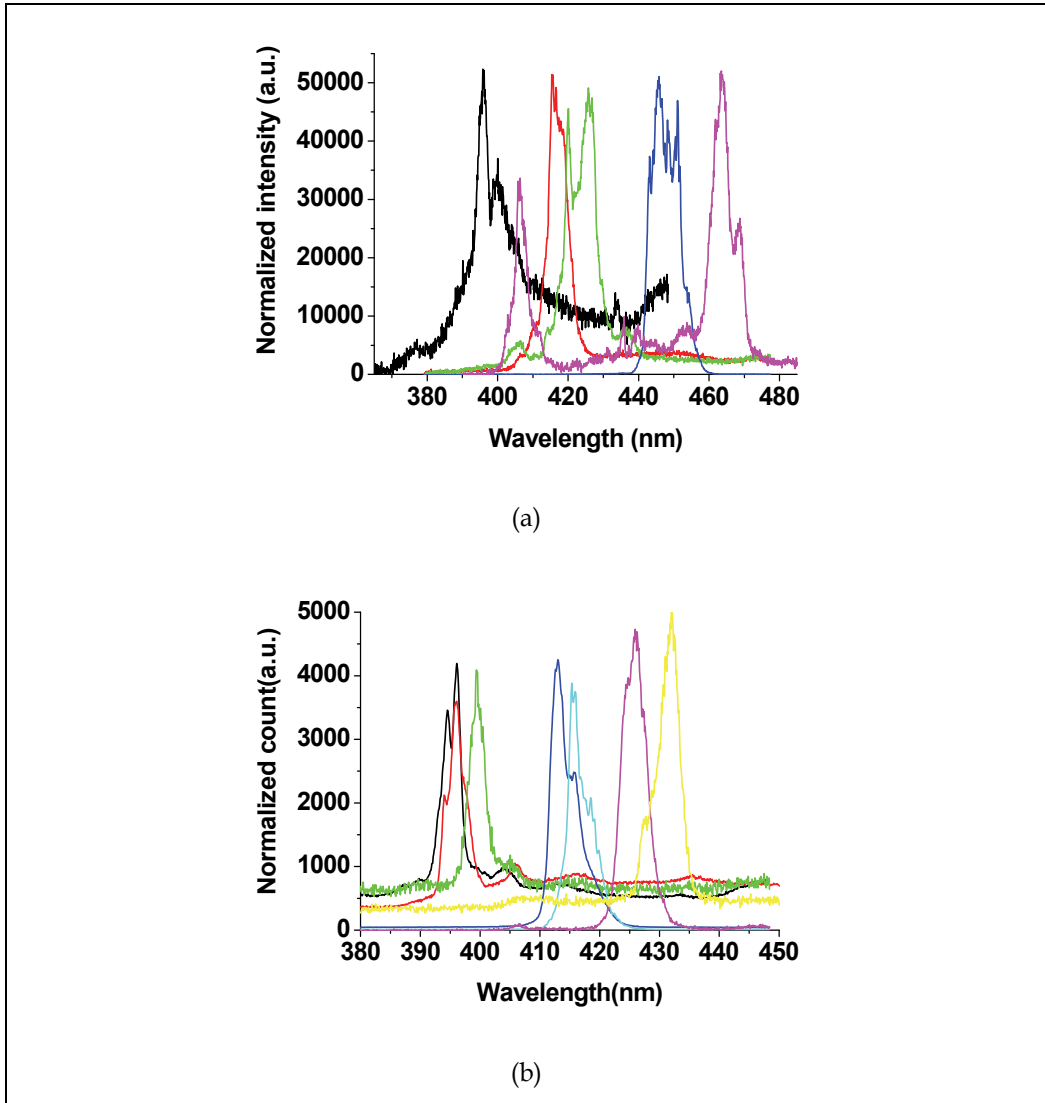 50000
40000
30000
20000
10000
0
Normalized intensity (a.u.)
380 400 420 440 460 480
Wavelength (nm)
(a)
5000
4000
3000
2000
1000
0
Normalized count(a.u.)
380 390 400 410 420 430 440 450
Wavelength(nm)
(b)